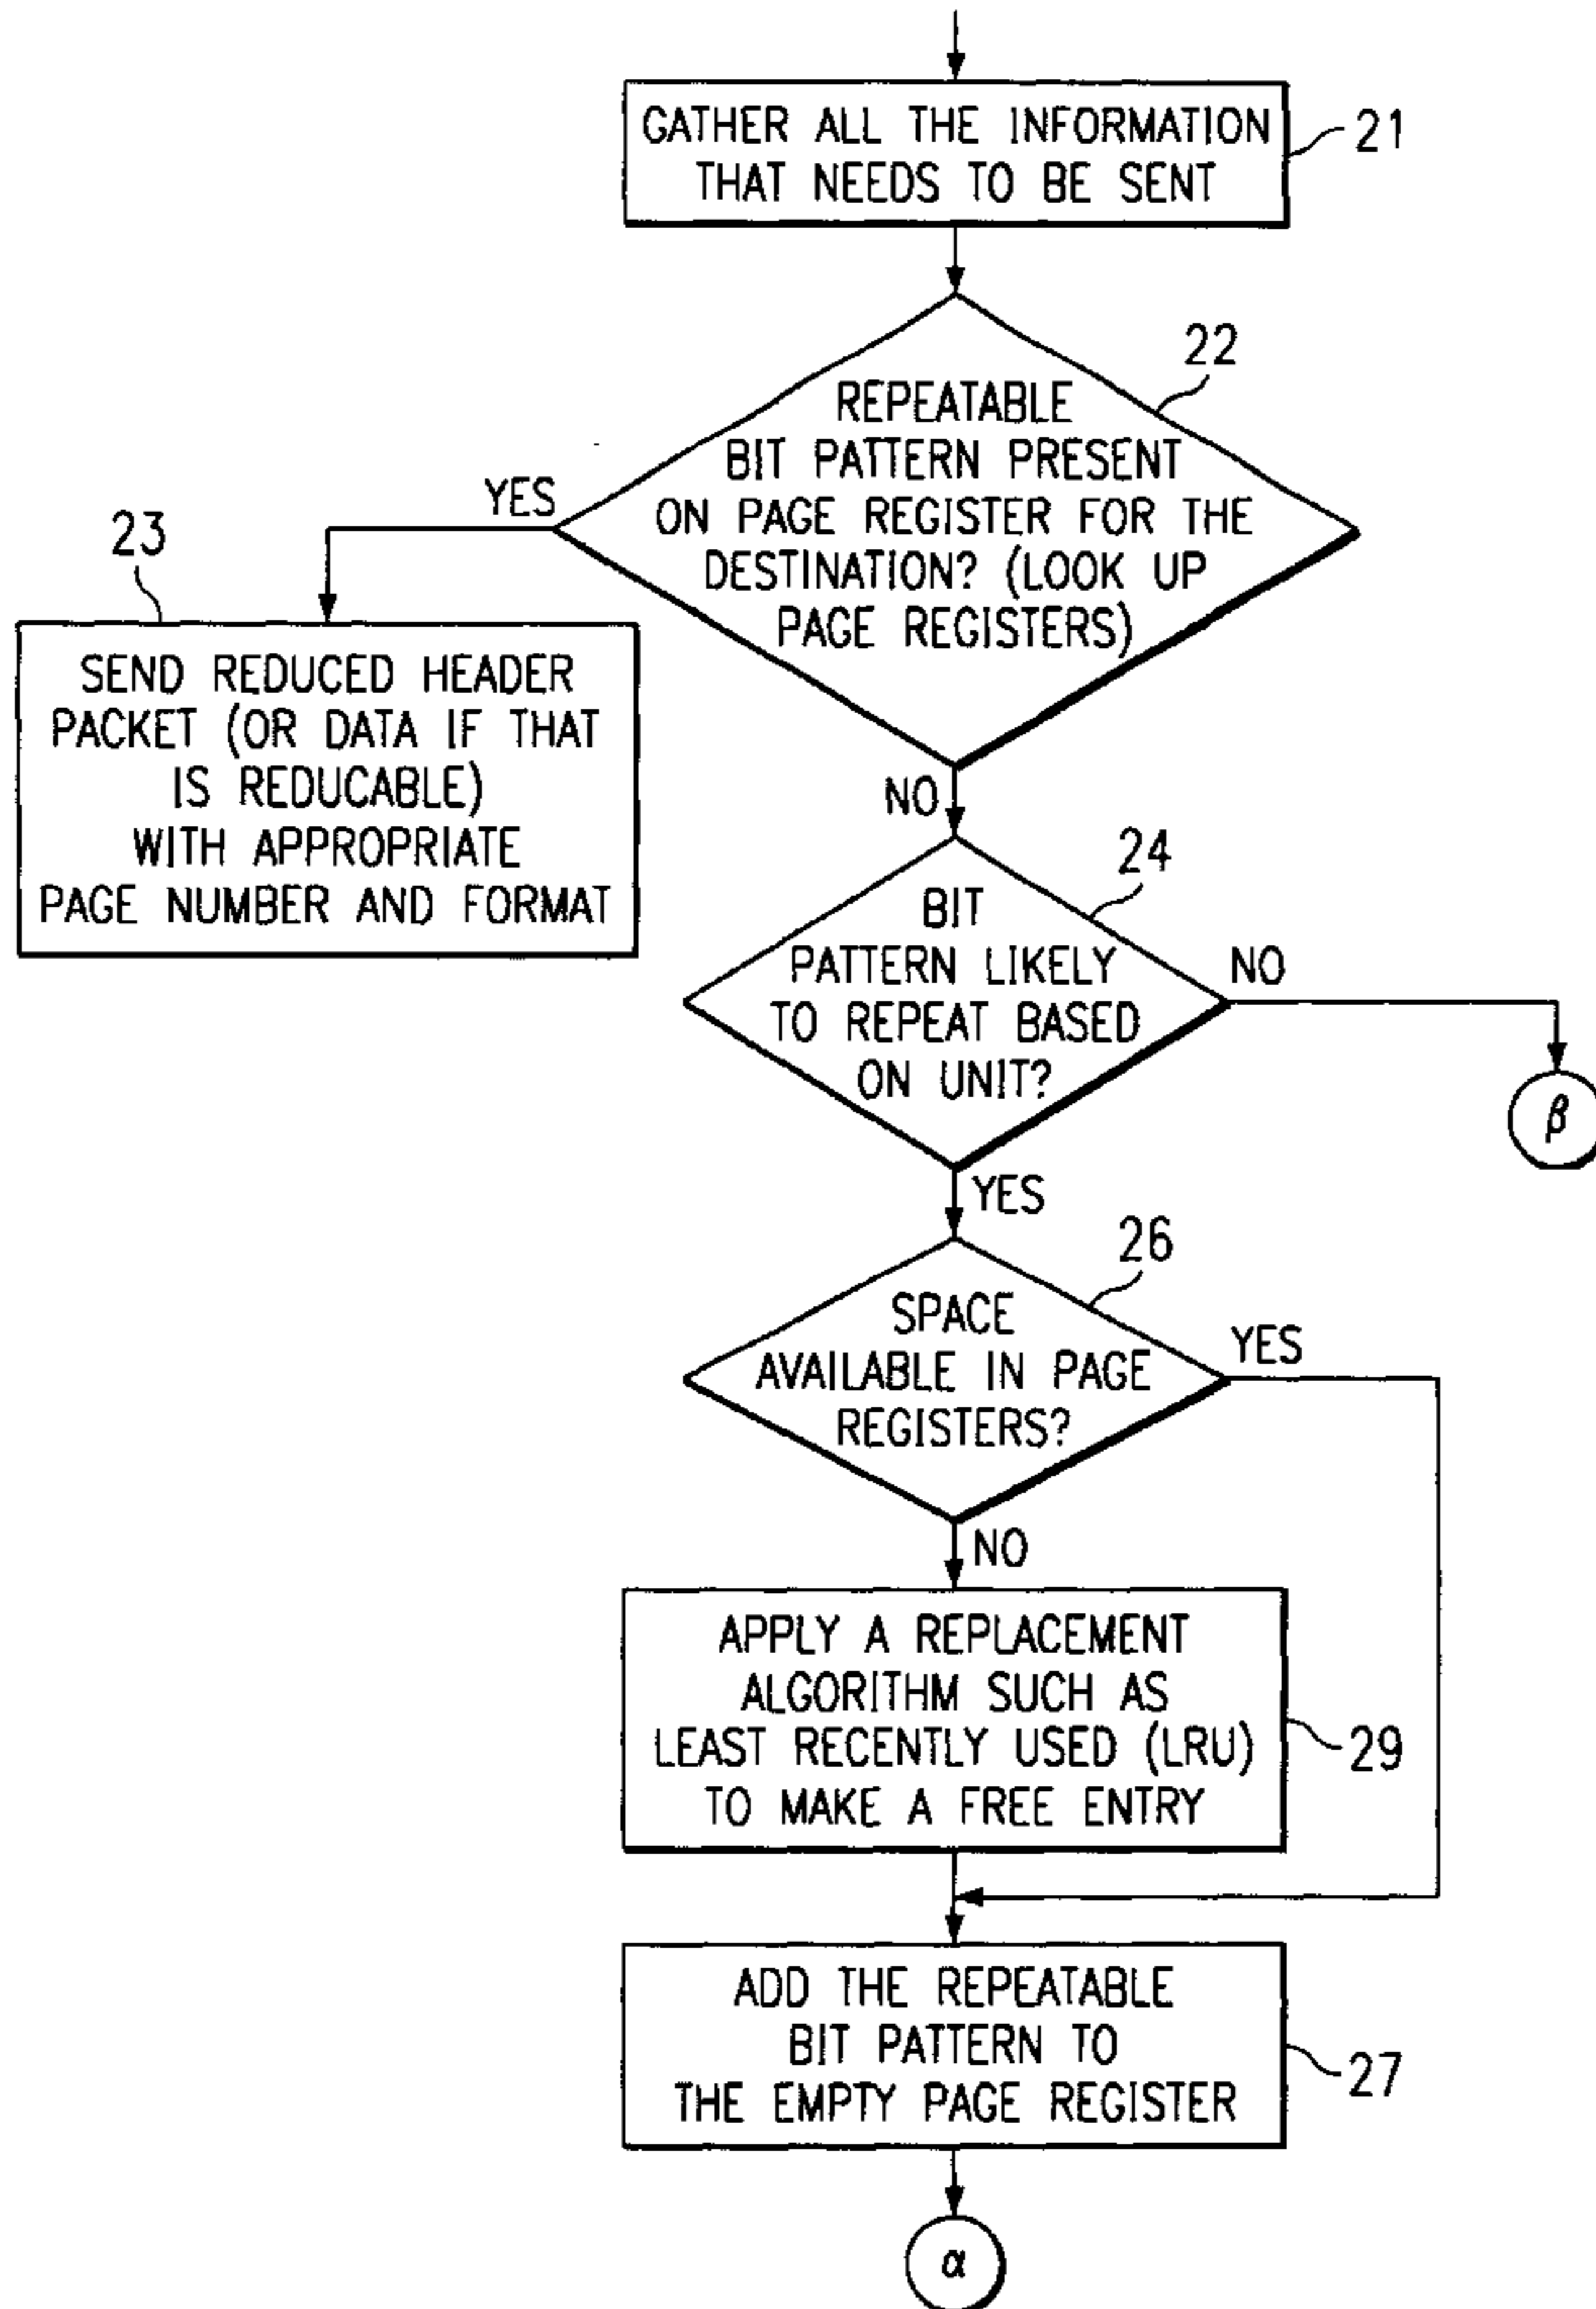 GATHER ALL THE INFORMATION
THAT NEEDS TO BE SENT
21
22
REPEATABLE
BIT PATTERN PRESENT
ON PAGE REGISTER FOR THE
DESTINATION? (LOOK UP
PAGE REGISTERS)
YES
23
SEND REDUCED HEADER
PACKET (OR DATA IF THAT
IS REDUCABLE)
WITH APPROPRIATE
PAGE NUMBER AND FORMAT
NO
24
BIT
PATTERN LIKELY
TO REPEAT BASED
ON UNIT?
NO
β
YES
26
SPACE
AVAILABLE IN PAGE
REGISTERS?
YES
NO
APPLY A REPLACEMENT
ALGORITHM SUCH AS
LEAST RECENTLY USED (LRU)
TO MAKE A FREE ENTRY
29
ADD THE REPEATABLE
BIT PATTERN TO
THE EMPTY PAGE REGISTER
27
α